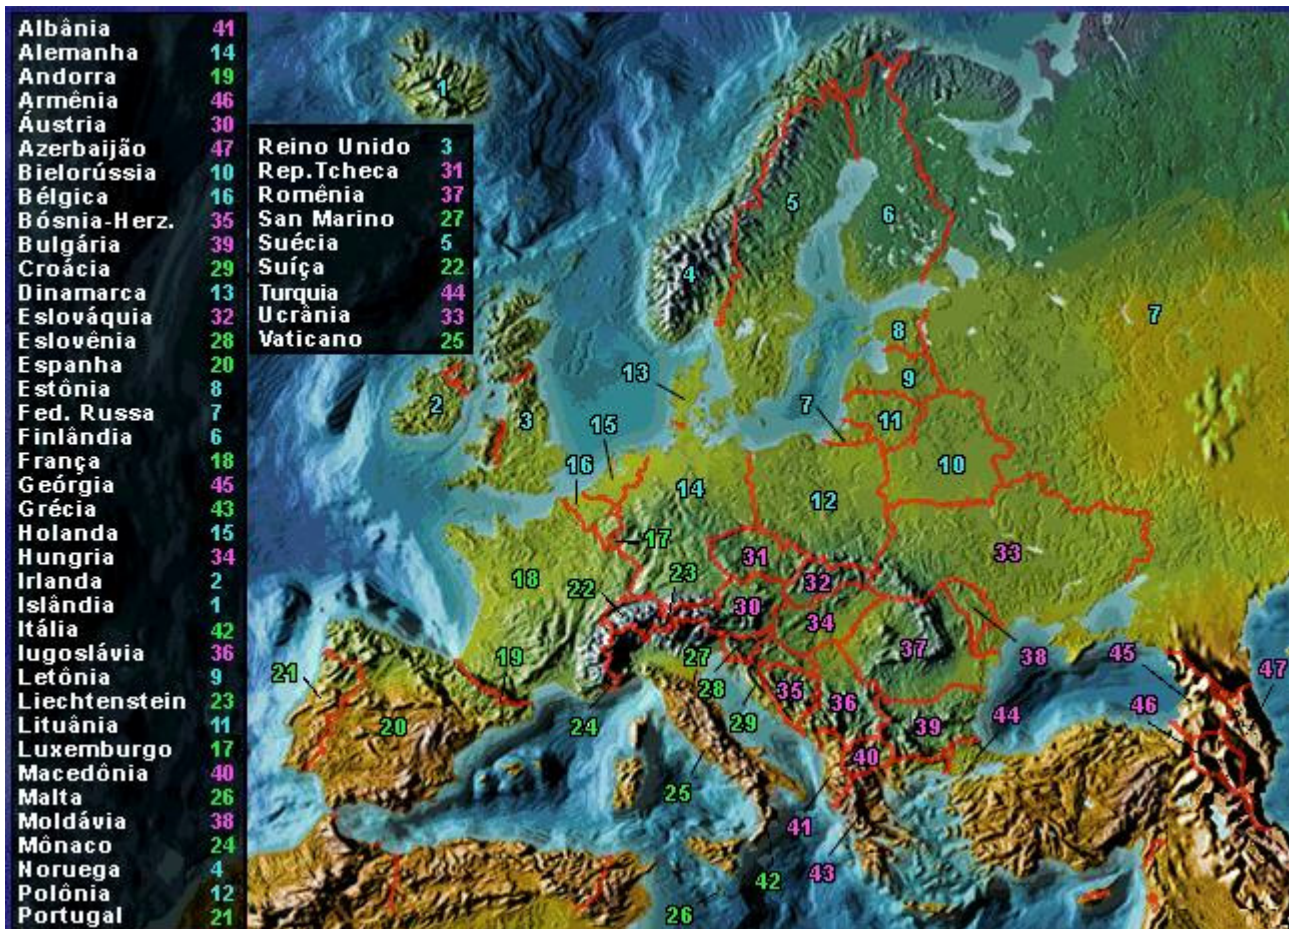 Albânia 41
Alemanha 14
Andorra 19
Armênia 46
Áustria 30
Azerbaijão 47
Bielorússia 10
Bélgica 16
Bósnia-Herz. 35
Bulgária 39
Croácia 29
Dinamarca 13
Eslováquia 32
Eslovênia 28
Espanha 20
Estônia 8
Fed. Russa 7
Finlândia 6
França 18
Geórgia 45
Grécia 43
Holanda 15
Hungria 34
Irlanda 2
Islândia 1
Itália 42
Iugoslávia 36
Letônia 9
Liechtenstein 23
Lituânia 11
Luxemburgo 17
Macedônia 40
Malta 26
Moldávia 38
Mônaco 24
Noruega 4
Polônia 12
Portugal 21
Reino Unido 3
Rep.Tcheca 31
Romênia 37
San Marino 27
Suécia 5
Suíça 22
Turquia 44
Ucrânia 33
Vaticano 25
1
5
6
4
7
8
13
9
2
3
7
11
15
16
10
14
12
17
31
33
18
22
23
32
30
34
19
27
37
38
45
47
21
28
35
36
20
24
29
39
44
46
40
25
41
43
42
26